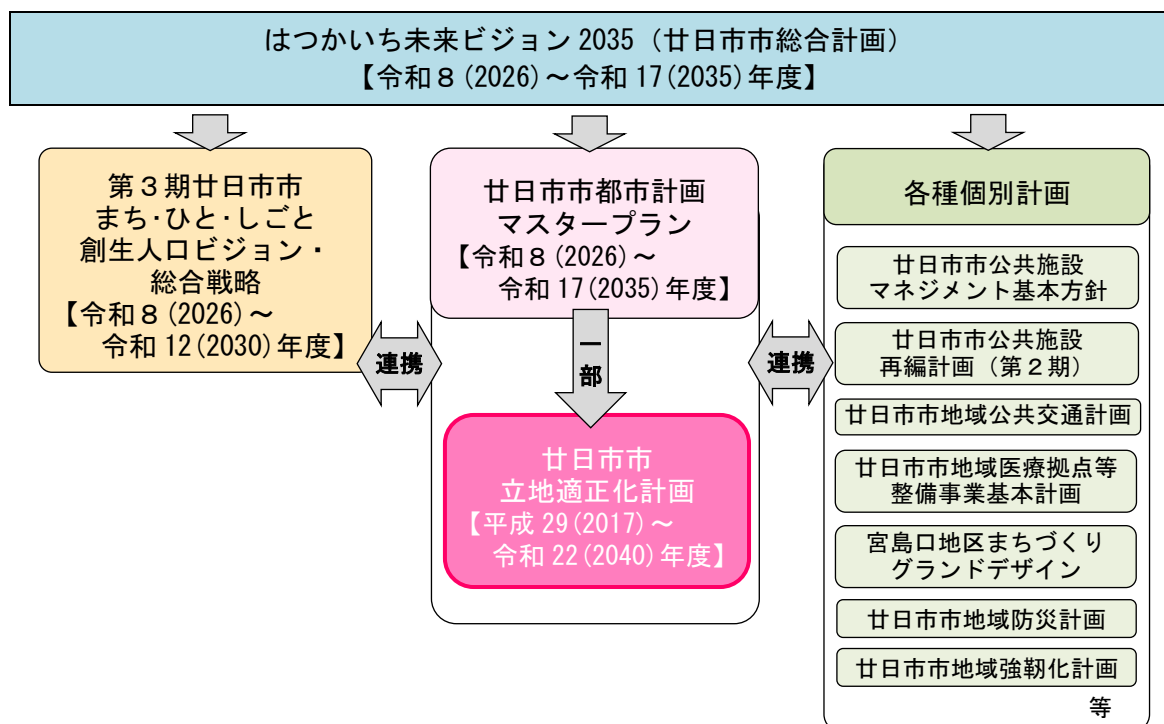 はつかいち未来ビジョン 2035（廿日市市総合計画）
【令和８(2026)～令和 17(2035)年度】
第３期廿日市市
まち･ひと･しごと
創生人口ビジョン・
総合戦略
【令和８(2026)～
令和 12(2030)年度】
連携
廿日市市都市計画
マスタープラン
【令和８(2026)～
令和 17(2035)年度】
一部
廿日市市
立地適正化計画
【平成 29(2017)～
令和 22(2040)年度】
連携
各種個別計画
廿日市市公共施設
マネジメント基本方針
廿日市市公共施設
再編計画（第２期）
廿日市市地域公共交通計画
廿日市市地域医療拠点等
整備事業基本計画
宮島口地区まちづくり
グランドデザイン
廿日市市地域防災計画
廿日市市地域強靭化計画
等